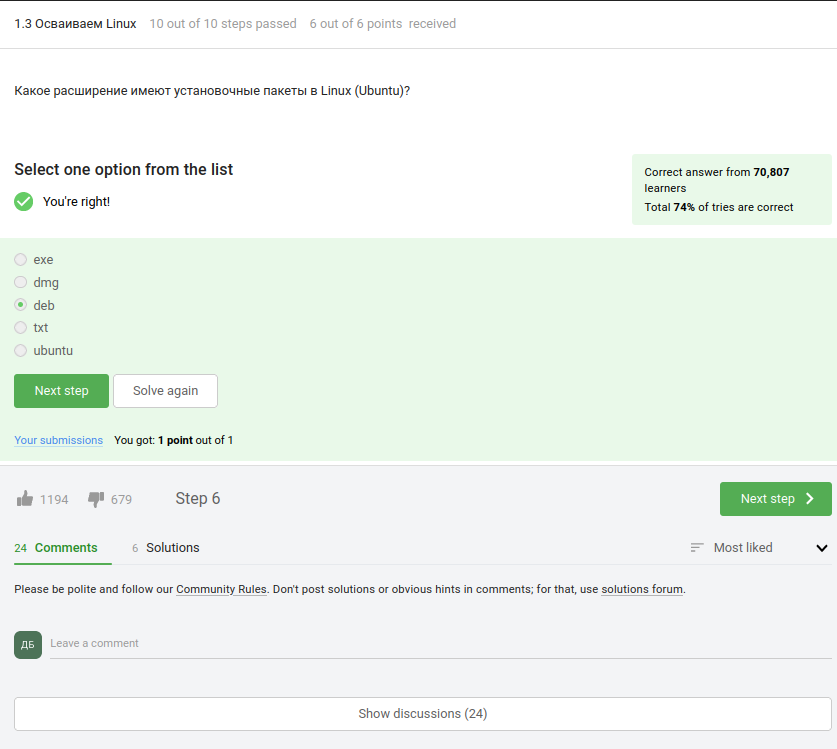 1.3 Осваиваем Linux 10 out of 10 steps passed 6 out of 6 points received
Какое расширение имеют установочные пакеты в Linux (Ubuntu)?
Select one option from the list
You're right!
Correct answer from 70,807
learners
Total 74% of tries are correct
exe
dmg
deb
txt
ubuntu
Next step Solve again
Your submissions You got: 1 point out of 1
1194 679 Step 6 Next step
24 Comments 6 Solutions Most liked
Please be polite and follow our Community Rules. Don't post solutions or obvious hints in comments; for that, use solutions forum.
ДБ Leave a comment
Show discussions (24)